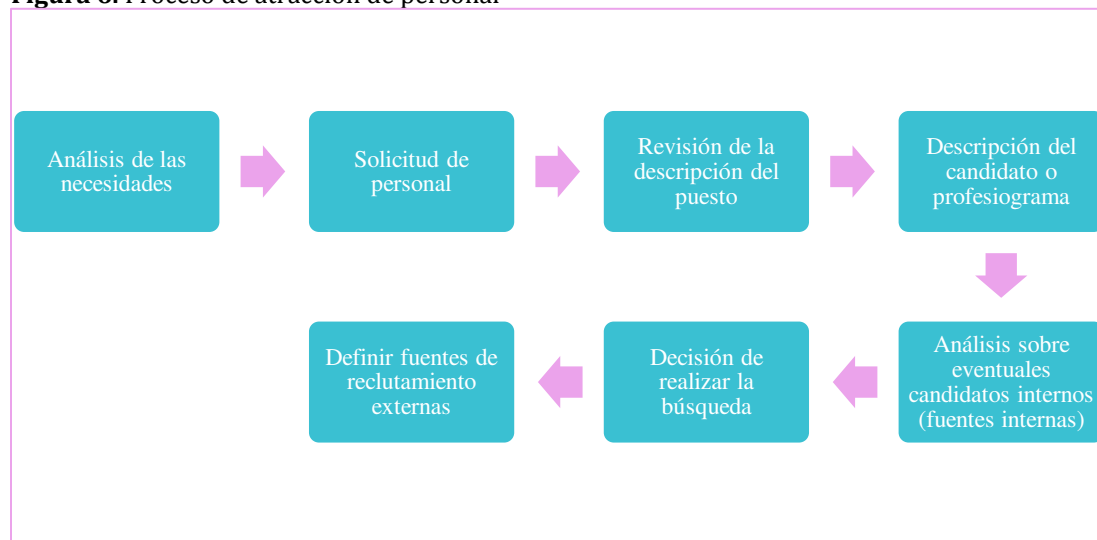 Figura 6. Proceso de atracción de personal
Análisis de las
necesidades
Solicitud de
personal
Revisión de la
descripción del
puesto
Descripción del
candidato o
profesiograma
Análisis sobre
eventuales
candidatos internos
(fuentes internas)
Decisión de
realizar la
búsqueda
Definir fuentes de
reclutamiento
externas